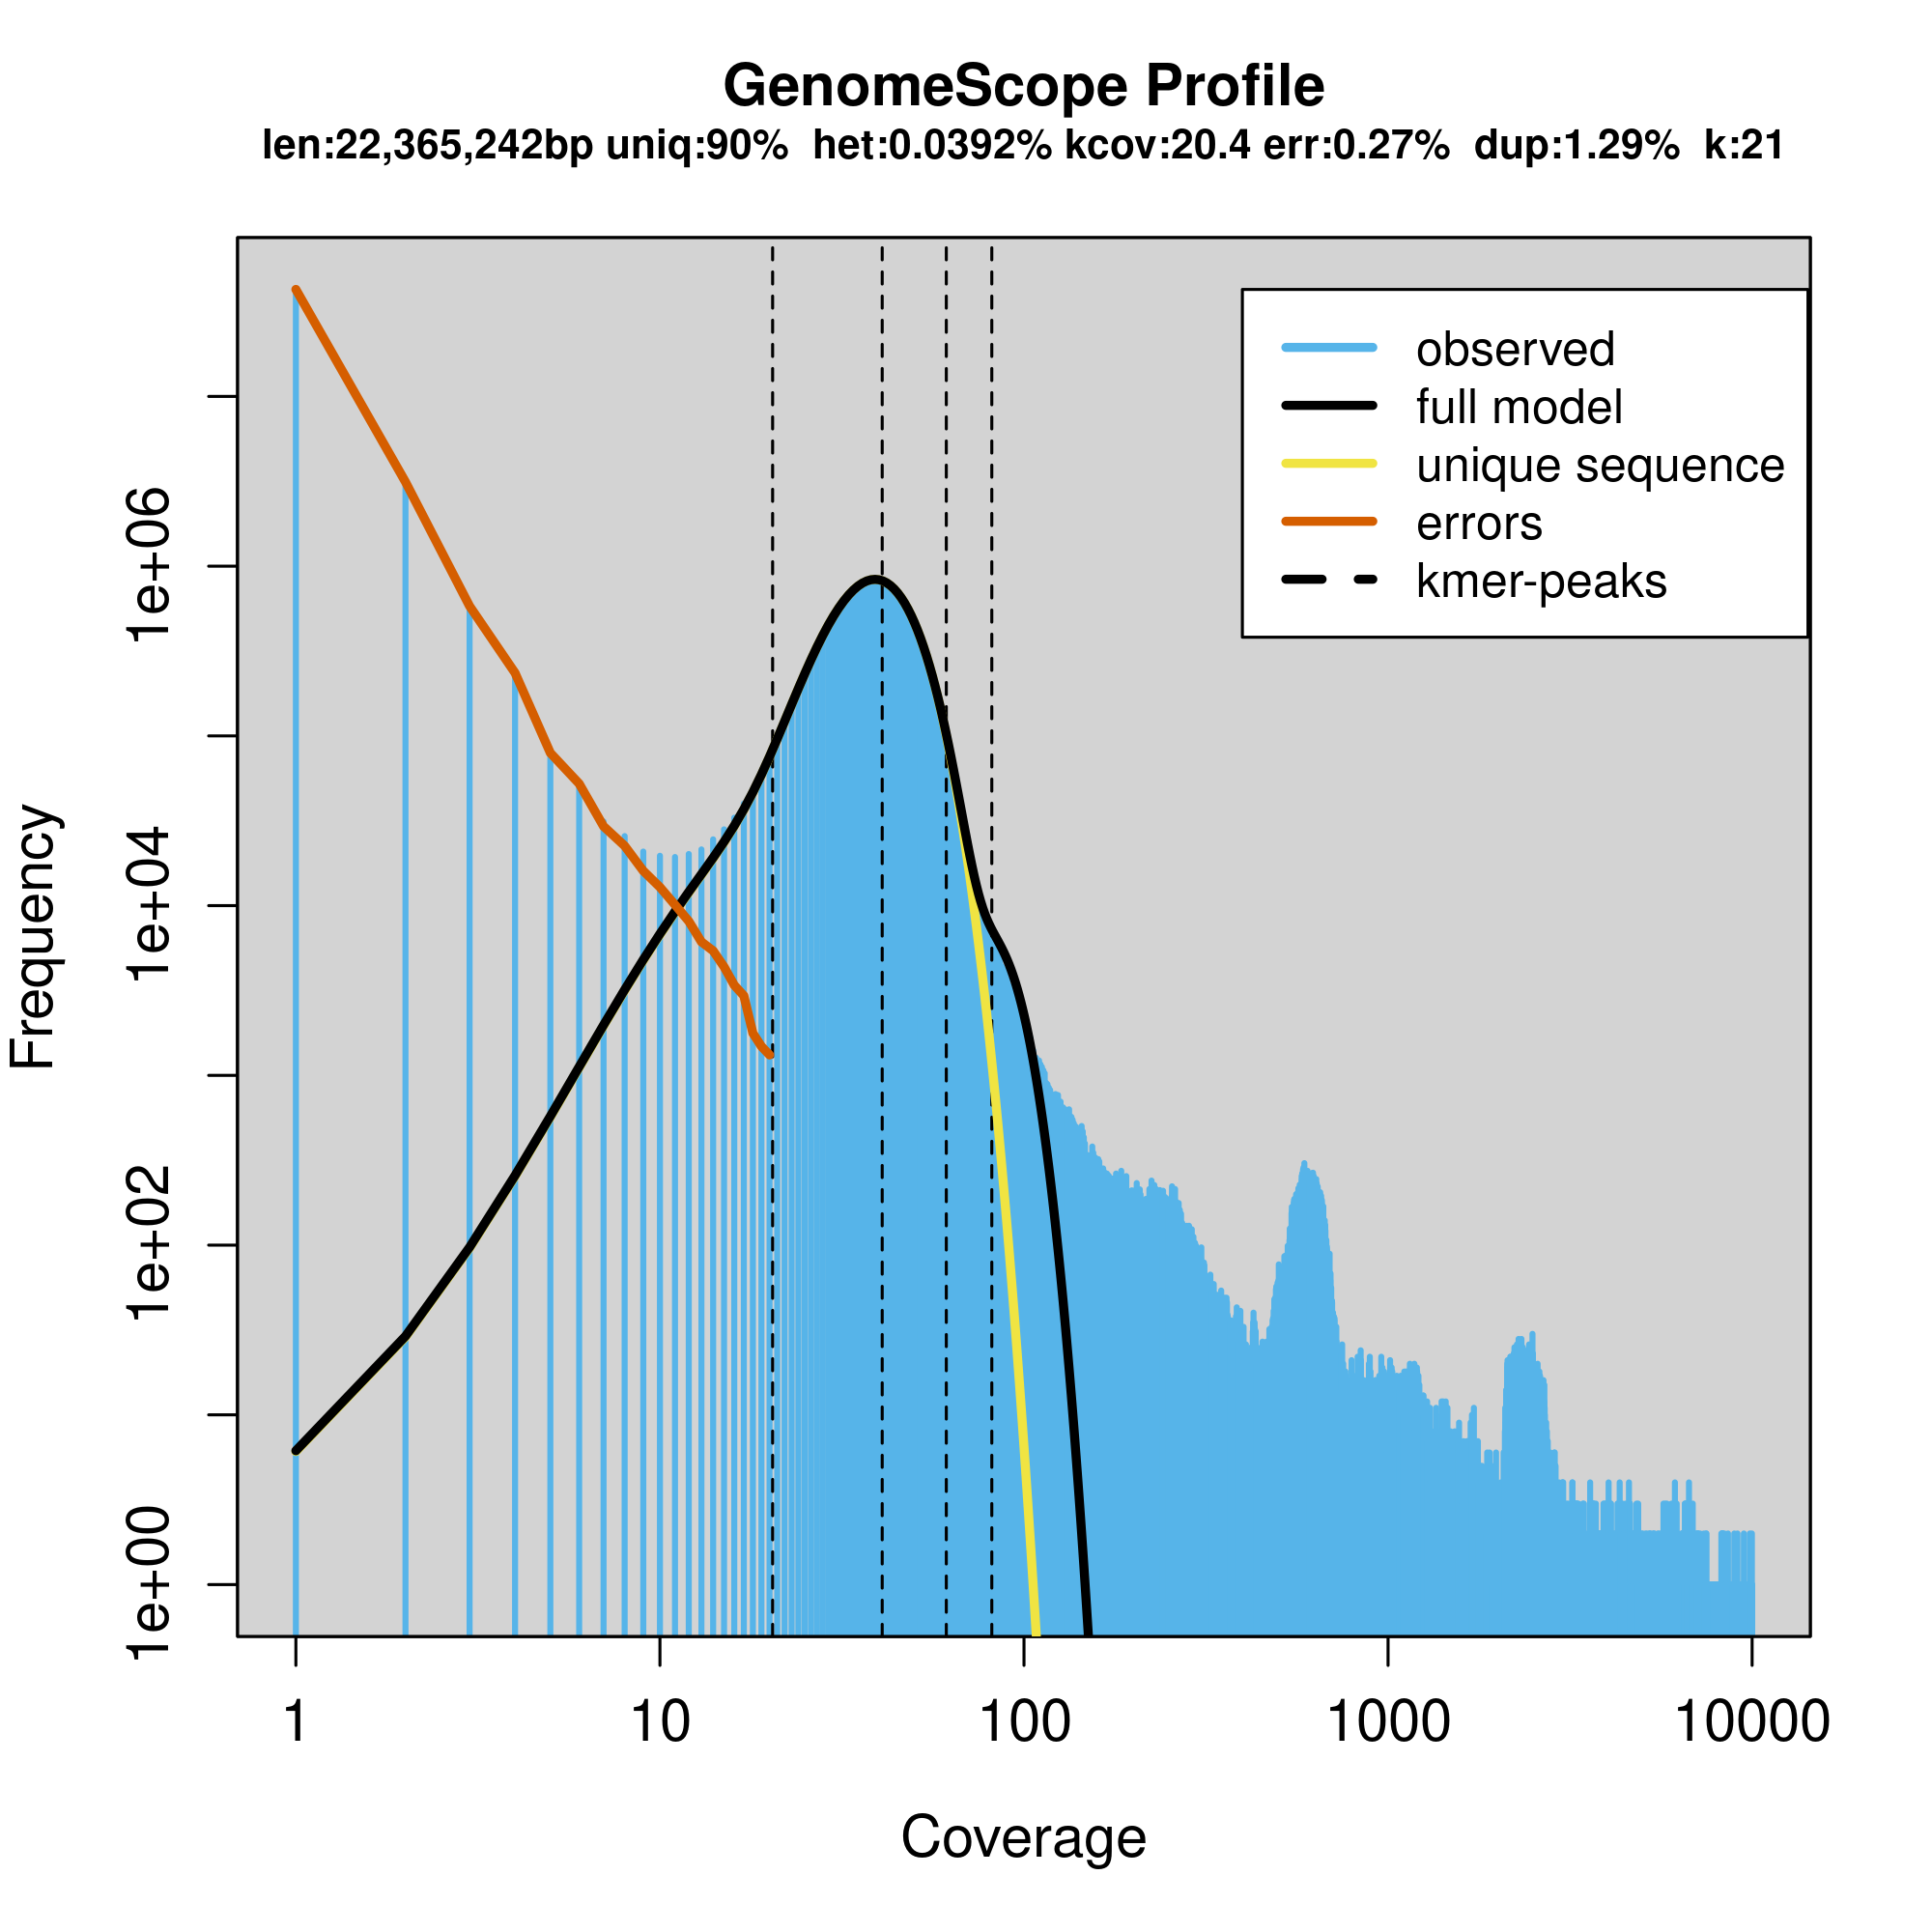 GenomeScope Profile
len:22,365,242bp uniq:90% het:0.0392% kcov:20.4 err:0.27% dup:1.29% k:21
observed
full model
unique sequence
errors
kmer-peaks
Frequency
1e+06
1e+04
1e+02
1e+00
1 10 100 1000 10000
Coverage